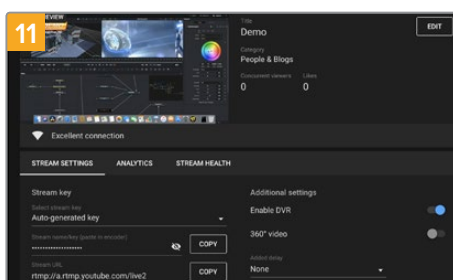 11
PREVIEW
Title
Demo
EDIT
Category
People & Blogs
Concurrent viewers Likes
0 0
Excellent connection
STREAM SETTINGS ANALYTICS STREAM HEALTH
Stream key
Additional settings
Select stream key
Auto-generated key
Enable DVR
Stream name/key (paste in encoder)
COPY
360° video
Stream URL
rtmp://a.rtmp.youtube.com/live2
COPY
Added delay
None